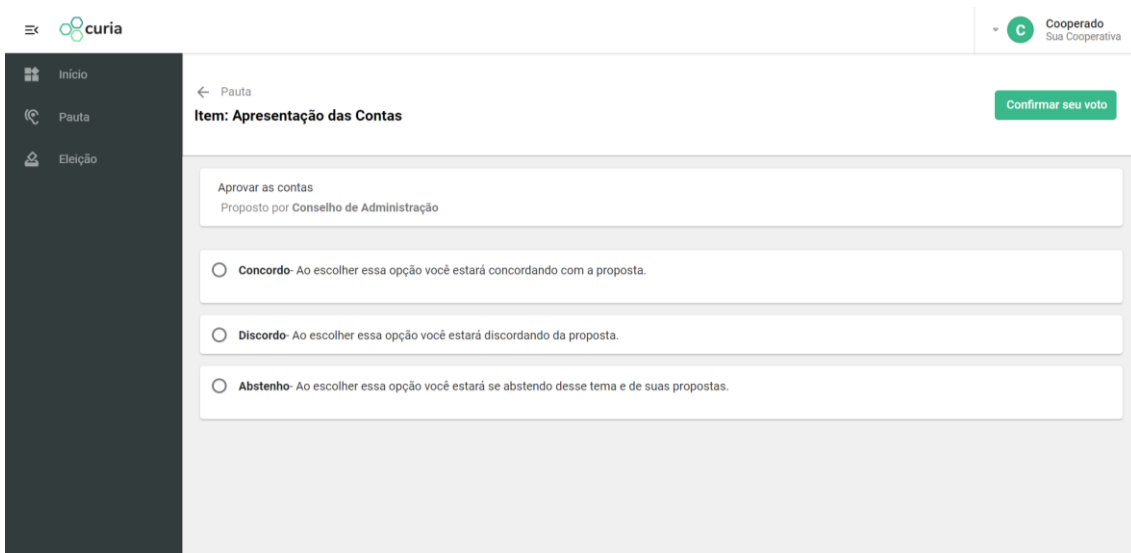 curia
C
Cooperado
Sua Cooperativa
Início
Pauta
Eleição
Pauta
Item: Apresentação das Contas
Confirmar seu voto
Aprovar as contas
Proposto por Conselho de Administração
Concordo- Ao escolher essa opção você estará concordando com a proposta.
Discordo- Ao escolher essa opção você estará discordando da proposta.
Abstenho- Ao escolher essa opção você estará se abstendo desse tema e de suas propostas.